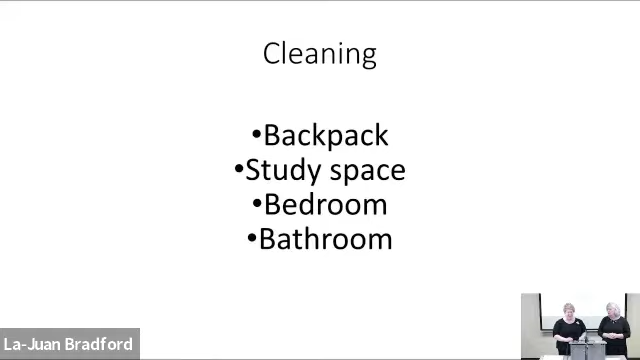 Cleaning
•Backpack
•Study space
•Bedroom
•Bathroom
La-Juan Bradford